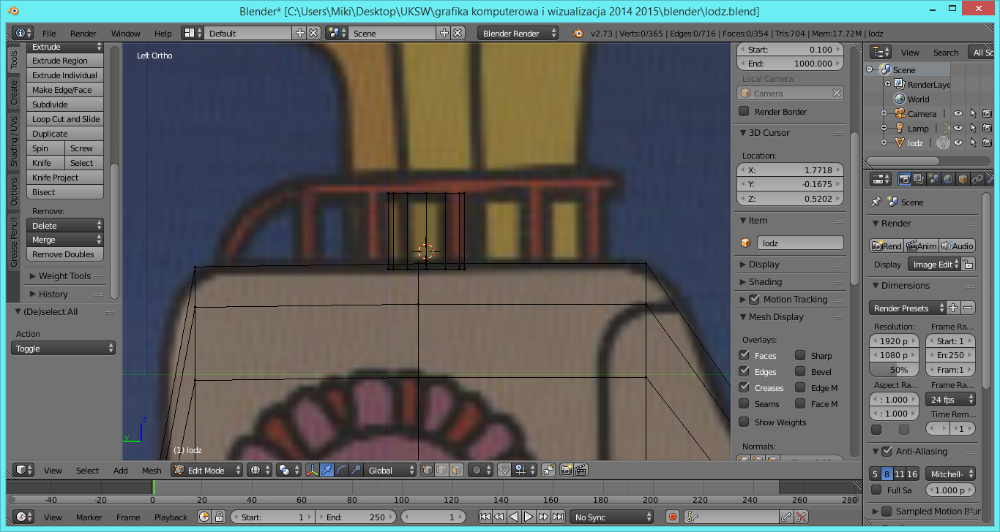 Blender* [C:\Users\Miki\Desktop\UKSW\grafika komputerowa i wizualizacja 2014 2015\blender\lodz.blend]
File Render Window Help Default Scene Blender Render v2.73 | Verts:0/365 | Edges:0/716 | Faces:0/354 | Tris:704 | Mem:17.72M | lodz
Tools
Create
Shading / UVs
Options
Grease Pencil
Extrude
Extrude Region
Extrude Individual
Make Edge/Face
Subdivide
Loop Cut and Slide
Duplicate
Spin Screw
Knife Select
Knife Project
Bisect
Remove:
Delete
Merge
Remove Doubles
Weight Tools
History
(De)select All
Action
Toggle
Left Ortho
z
y
(1) lodz
Start: 0.100
End: 1000.000
Local Camera:
Camera
Render Border
3D Cursor
Location:
X: 1.7718
Y: -0.1675
Z: 0.5202
Item
lodz
Display
Shading
Motion Tracking
Mesh Display
Overlays:
Faces Sharp
Edges Bevel
Creases Edge M
Seams Face M
Show Weights
Normals:
View Search All Sc
Scene
RenderLaye
World
Camera
Lamp
lodz
Scene
Render
Rend Anim Audio
Display Image Edit
Dimensions
Render Presets
Resolution: Frame Ra...
1920 p Start: 1
1080 p En:250
50% Fram:1
Aspect Ra... Frame Ra...
: 1.000 24 fps
: 1.000 Time Rem...
1
Anti-Aliasing
5 8 11 16 Mitchell-
Full Sa 1.000 p
Sampled Motion Blur
View Select Add Mesh Edit Mode Global
-40 -20 0 20 40 60 80 100 120 140 160 180 200 220 240 260 280
View Marker Frame Playback Start: 1 End: 250 1 No Sync